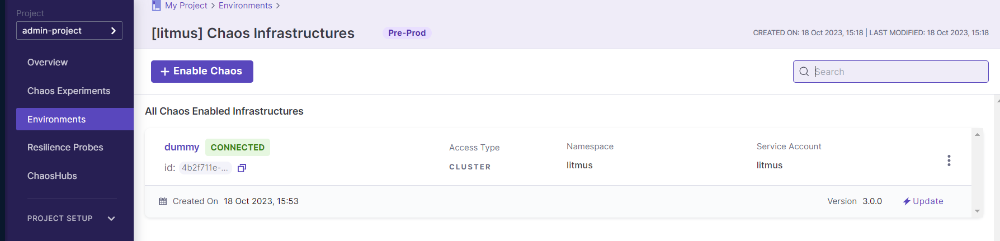 Project
admin-project
Overview
Chaos Experiments
Environments
Resilience Probes
ChaosHubs
PROJECT SETUP
My Project > Environments >
[litmus] Chaos Infrastructures Pre-Prod
CREATED ON: 18 Oct 2023, 15:18 | LAST MODIFIED: 18 Oct 2023, 15:18
+ Enable Chaos
Search
All Chaos Enabled Infrastructures
dummy CONNECTED
id: 4b2f711e-...
Access Type
CLUSTER
Namespace
litmus
Service Account
litmus
Created On 18 Oct 2023, 15:53
Version 3.0.0 Update